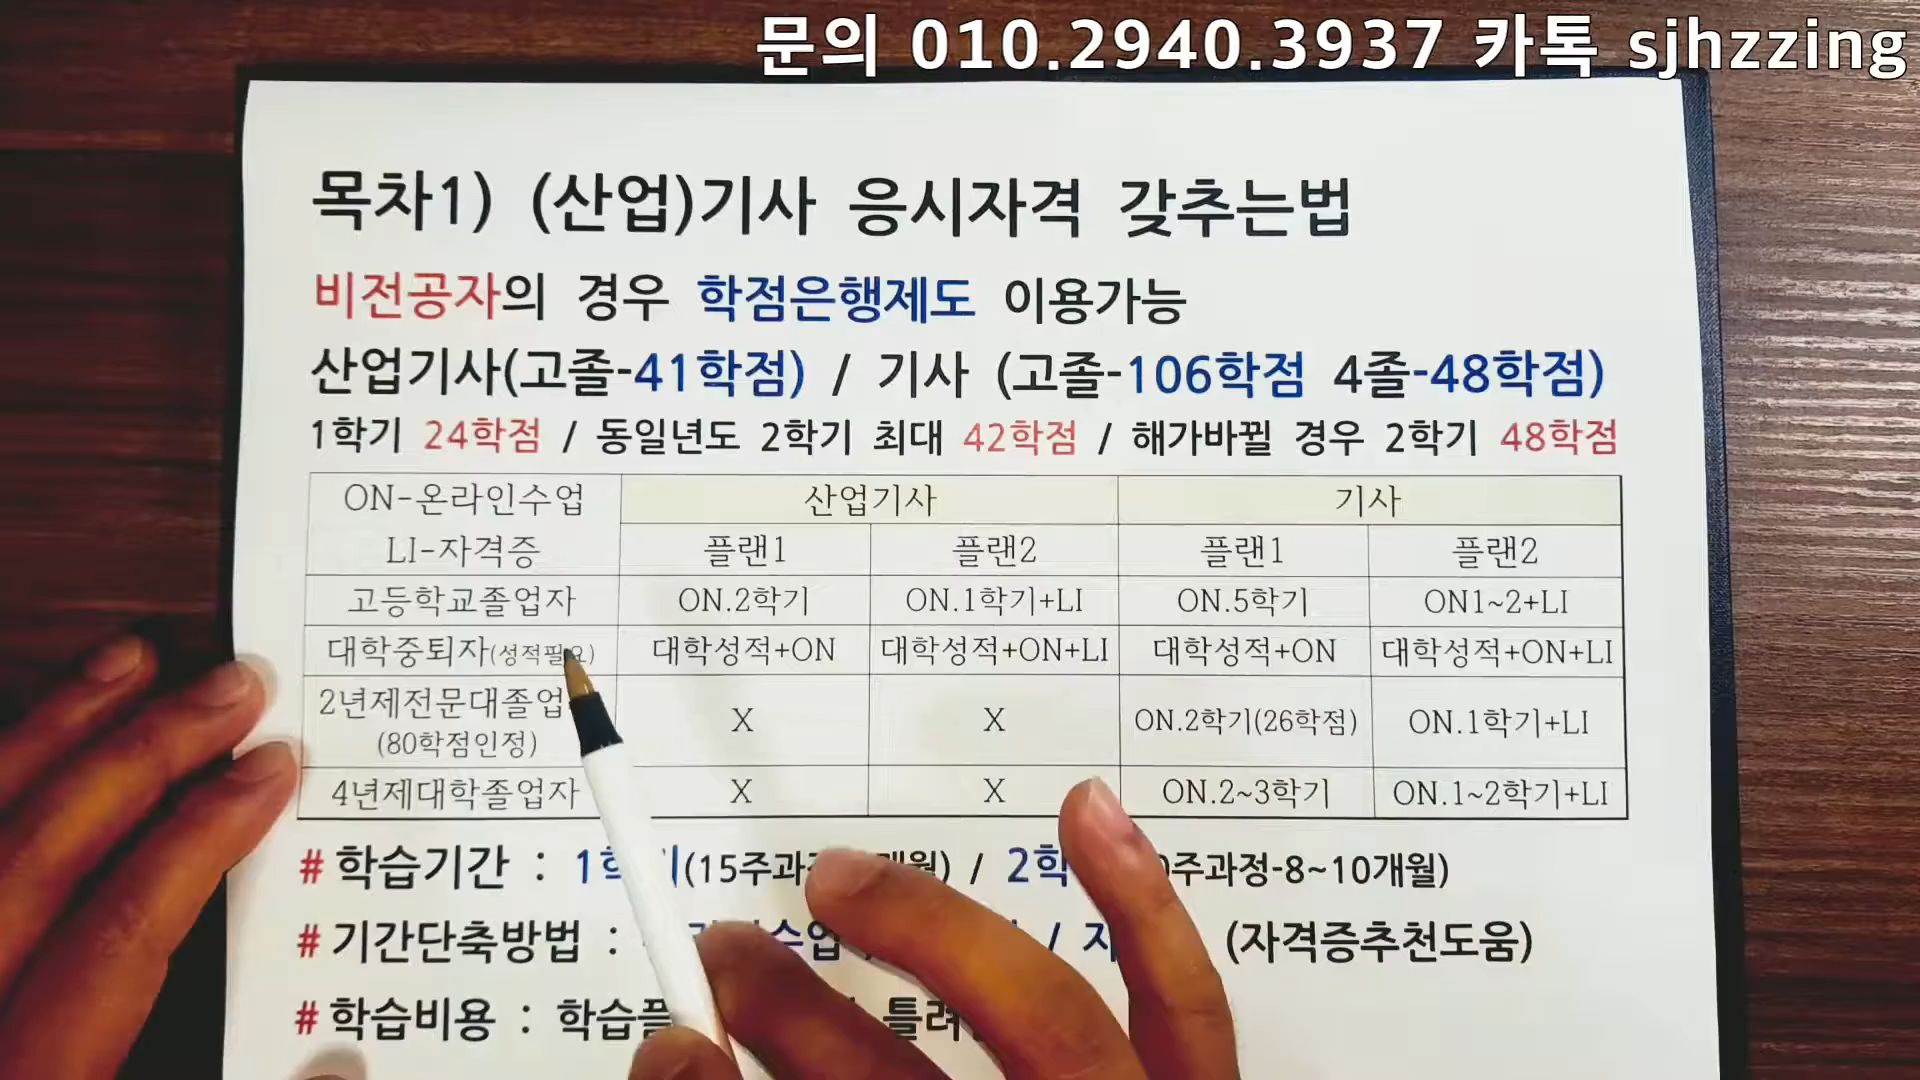 문의 010.2940.3937 카톡 sjhzzing
목차1) (산업)기사 응시자격 갖추는법
비전공자의 경우 학점은행제도 이용가능
산업기사(고졸-41학점) / 기사 (고졸-106학점 4졸-48학점)
1학기 24학점 / 동일년도 2학기 최대 42학점 / 해가바뀔 경우 2학기 48학점
ON-온라인수업 산업기사 기사
LI-자격증 플랜1 플랜2 플랜1 플랜2
고등학교졸업자 ON.2학기 ON.1학기+LI ON.5학기 ON1~2+LI
대학중퇴자(성적필요) 대학성적+ON 대학성적+ON+LI 대학성적+ON 대학성적+ON+LI
2년제전문대졸업
(80학점인정) X X ON.2학기(26학점) ON.1학기+LI
4년제대학졸업자 X X ON.2~3학기 ON.1~2학기+LI
# 학습기간 : (15주과 개월) / 주과정-8~10개월)
# 기간단축방법 : 수업 / (자격증추천도움)
# 학습비용 : 학습플 틀려